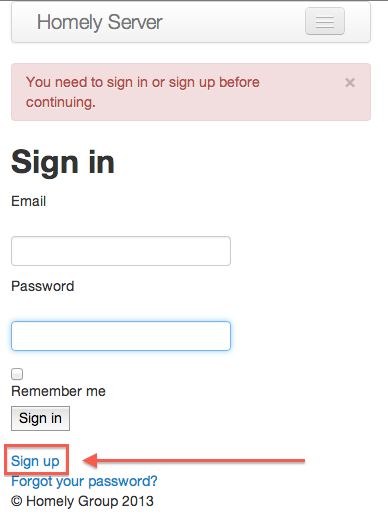 Homely Server
You need to sign in or sign up before
continuing.
×
Sign in
Email
Password
Remember me
Sign in
Sign up
Forgot your password?
© Homely Group 2013